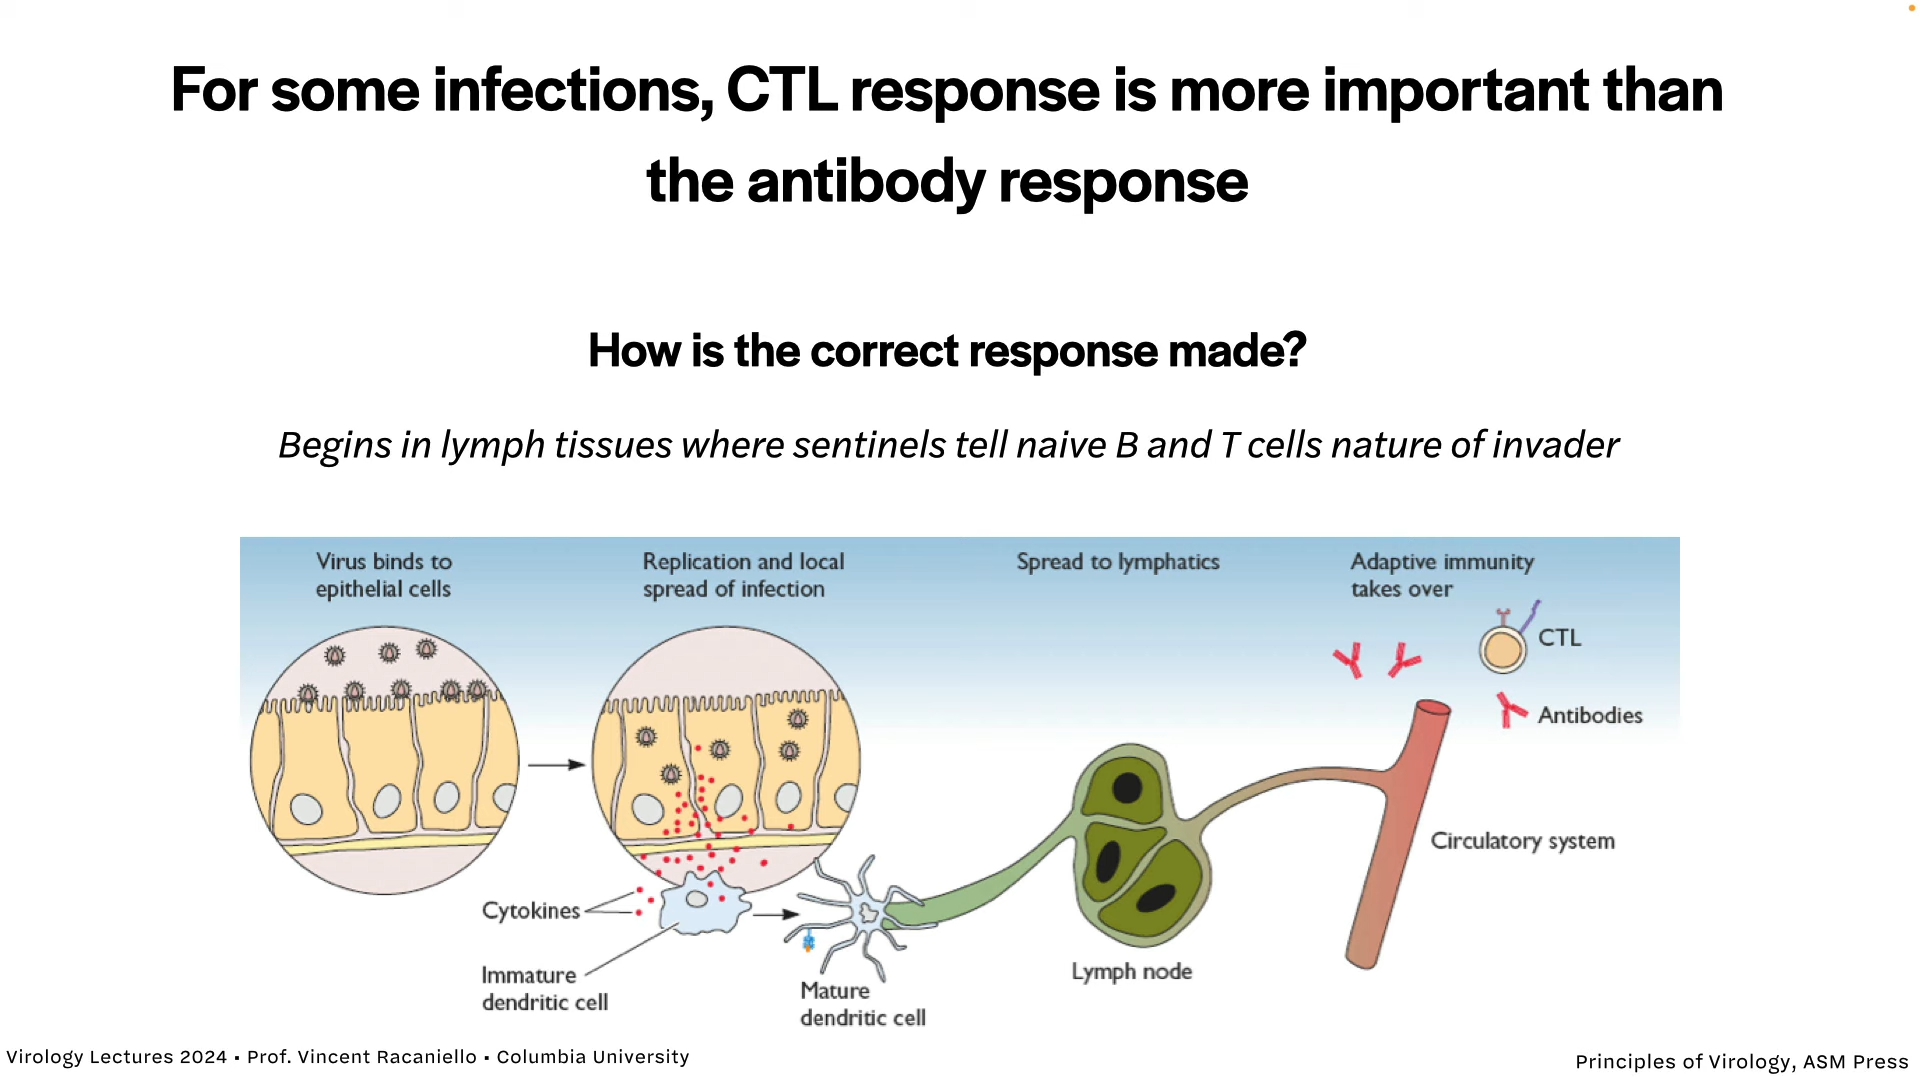 For some infections, CTL response is more important than
the antibody response
How is the correct response made?
Begins in lymph tissues where sentinels tell naive B and T cells nature of invader
Virus binds to
epithelial cells
Replication and local
spread of infection
Spread to lymphatics
Adaptive immunity
takes over
CTL
Antibodies
Circulatory system
Cytokines
Immature
dendritic cell
Mature
dendritic cell
Lymph node
Virology Lectures 2024 • Prof. Vincent Racaniello • Columbia University
Principles of Virology, ASM Press